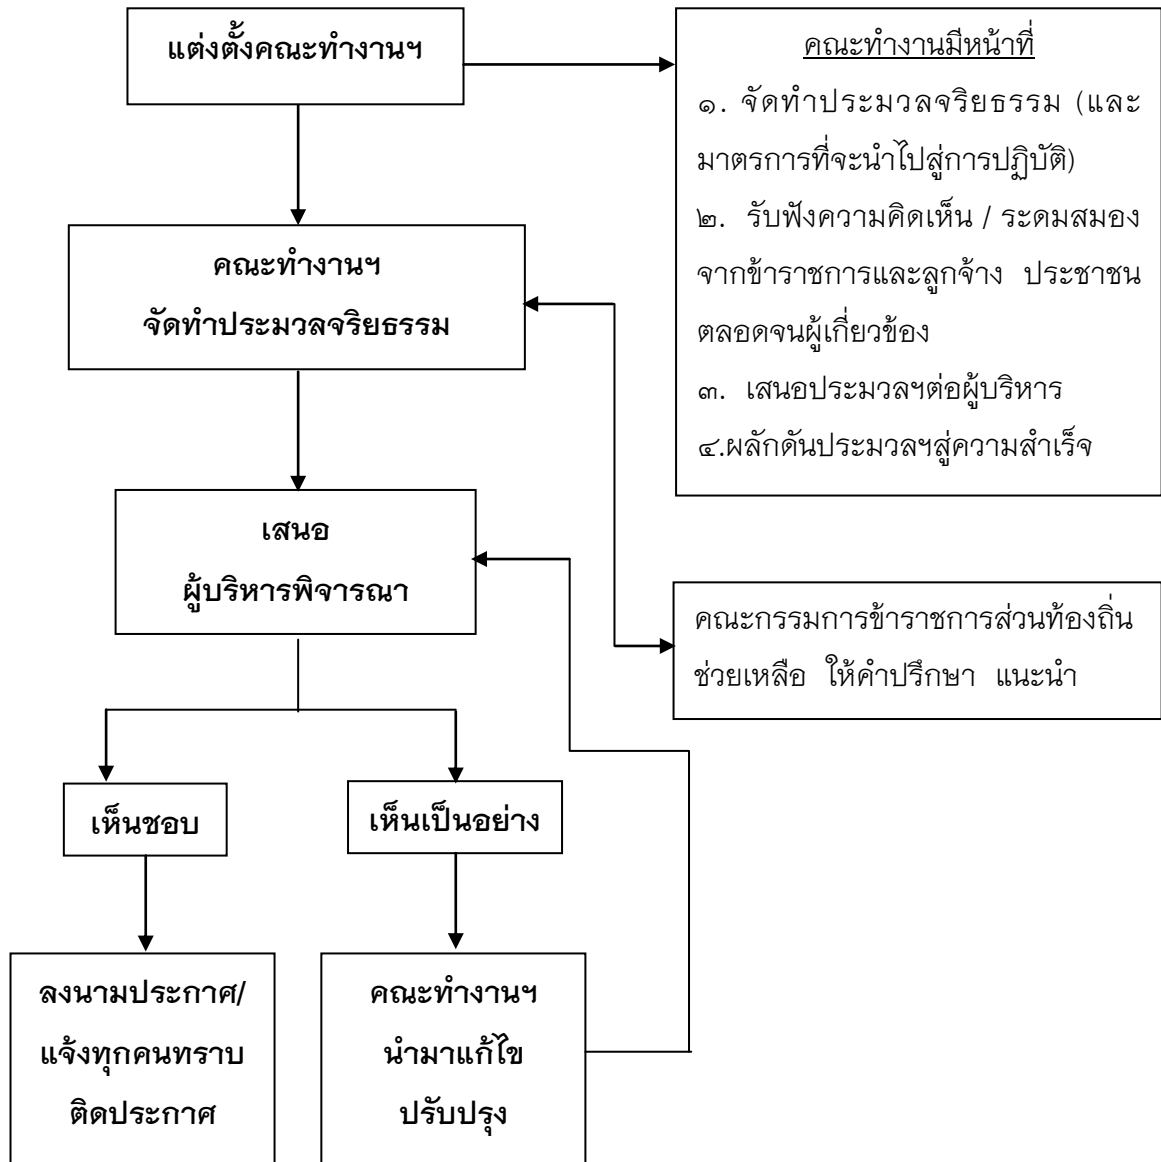 แต่งตั้งคณะทำงานฯ
คณะทำงานมีหน้าที่
๑. จัดทำประมวลจริยธรรม (และ
มาตรการที่จะนำไปสู่การปฏิบัติ)
๒. รับฟังความคิดเห็น / ระดมสมอง
จากข้าราชการและลูกจ้าง ประชาชน
ตลอดจนผู้เกี่ยวข้อง
๓. เสนอประมวลฯต่อผู้บริหาร
๔.ผลักดันประมวลฯสู่ความสำเร็จ
คณะทำงานฯ
จัดทำประมวลจริยธรรม
เสนอ
ผู้บริหารพิจารณา
คณะกรรมการข้าราชการส่วนท้องถิ่น
ช่วยเหลือ ให้คำปรึกษา แนะนำ
เห็นชอบ
เห็นเป็นอย่าง
ลงนามประกาศ/
แจ้งทุกคนทราบ
ติดประกาศ
คณะทำงานฯ
นำมาแก้ไข
ปรับปรุง